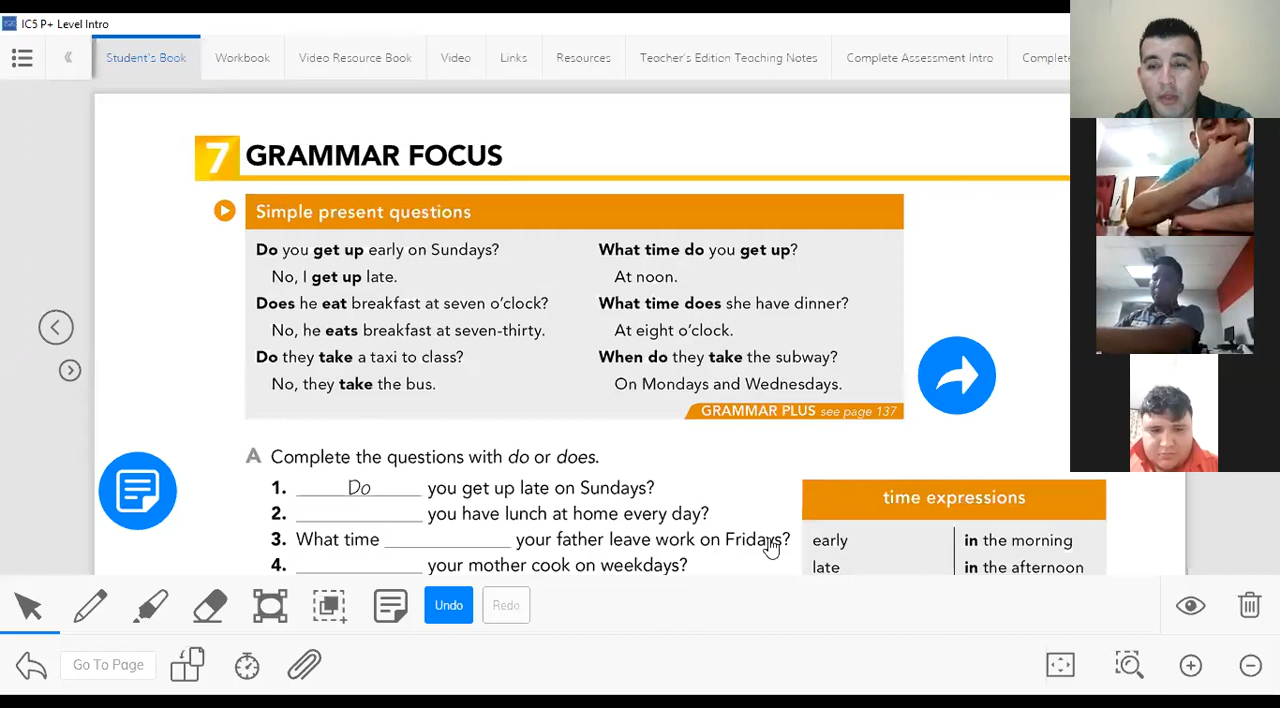 IC5 P+ Level Intro
Student's Book Workbook Video Resource Book Video Links Resources Teacher's Edition Teaching Notes Complete Assessment Intro Complete
7 GRAMMAR FOCUS
Simple present questions
Do you get up early on Sundays? What time do you get up?
No, I get up late. At noon.
Does he eat breakfast at seven o'clock? What time does she have dinner?
No, he eats breakfast at seven-thirty. At eight o'clock.
Do they take a taxi to class? When do they take the subway?
No, they take the bus. On Mondays and Wednesdays.
GRAMMAR PLUS see page 137
A Complete the questions with do or does.
1. Do you get up late on Sundays?
2. ____________ you have lunch at home every day?
3. What time ____________ your father leave work on Fridays?
4. ____________ your mother cook on weekdays?
time expressions
early in the morning
late in the afternoon
Undo Redo
Go To Page